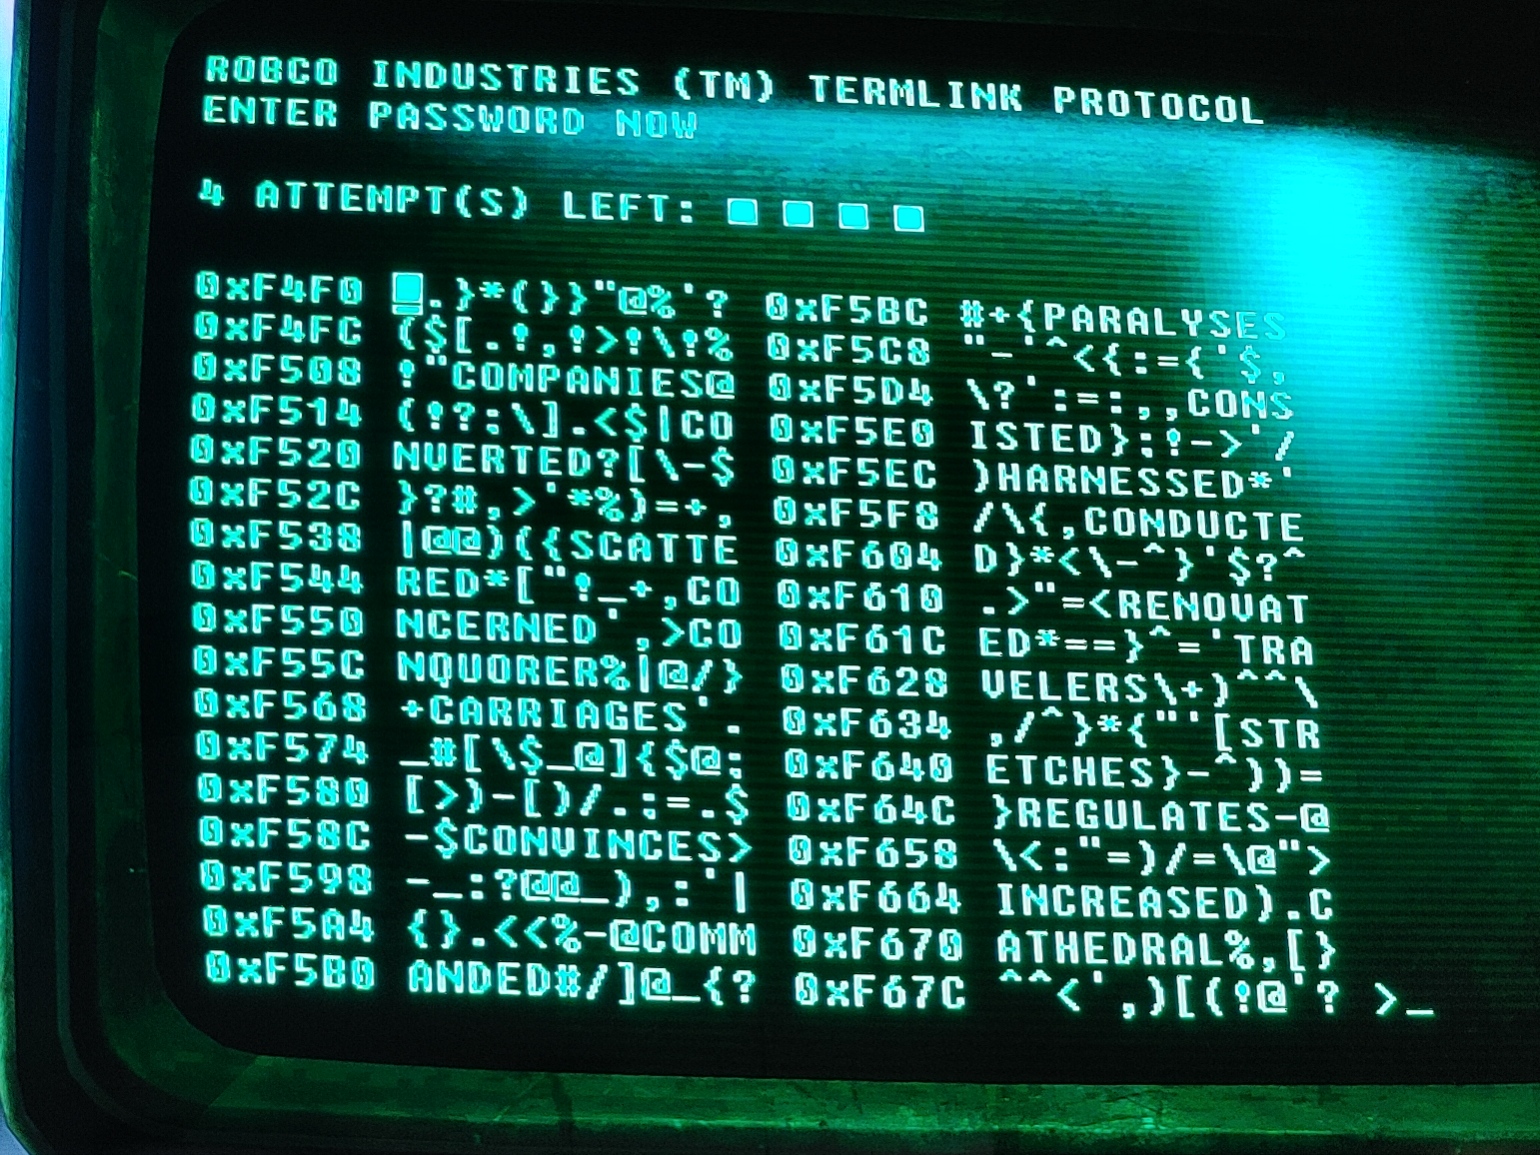 ROBCO INDUSTRIES (TM) TERMLINK PROTOCOL
ENTER PASSWORD NOW
4 ATTEMPT(S) LEFT:
0xF4F0 .}*(}}"@%'? 0xF5BC #+{PARALYSES
0xF4FC ($[.!,!>!\!% 0xF5C8 "-'^<{:={'$,
0xF508 !"COMPANIES@ 0xF5D4 \?':=:,,CONS
0xF514 (!?:\].<$|CO 0xF5E0 ISTED};!->'/
0xF520 NVERTED?[\-$ 0xF5EC )HARNESSED*'
0xF52C }?#,>'*%)=+, 0xF5F8 /\{,CONDUCTE
0xF538 |@@)({SCATTE 0xF604 D}*<\-^}'$?^
0xF544 RED*["!_+,CO 0xF610 .>"=<RENOVAT
0xF550 NCERNED',>CO 0xF61C ED*==}^='TRA
0xF55C NQUORER%|@/} 0xF628 VELERS\+)^^\
0xF568 +CARRIAGES'. 0xF634 ,/^}*{"'[STR
0xF574 _#[\$_@]{$@; 0xF640 ETCHES}-^))=
0xF580 [>)-[)/.:=.$ 0xF64C }REGULATES-@
0xF58C -$CONVINCES> 0xF658 \<:"=)/=\@">
0xF598 -_:?@@_),:'| 0xF664 INCREASED).C
0xF5A4 {}.<<%-@COMM 0xF670 ATHEDRAL%,[}
0xF5B0 ANDED#/]@_{? 0xF67C ^^<',)[(!@'? >_